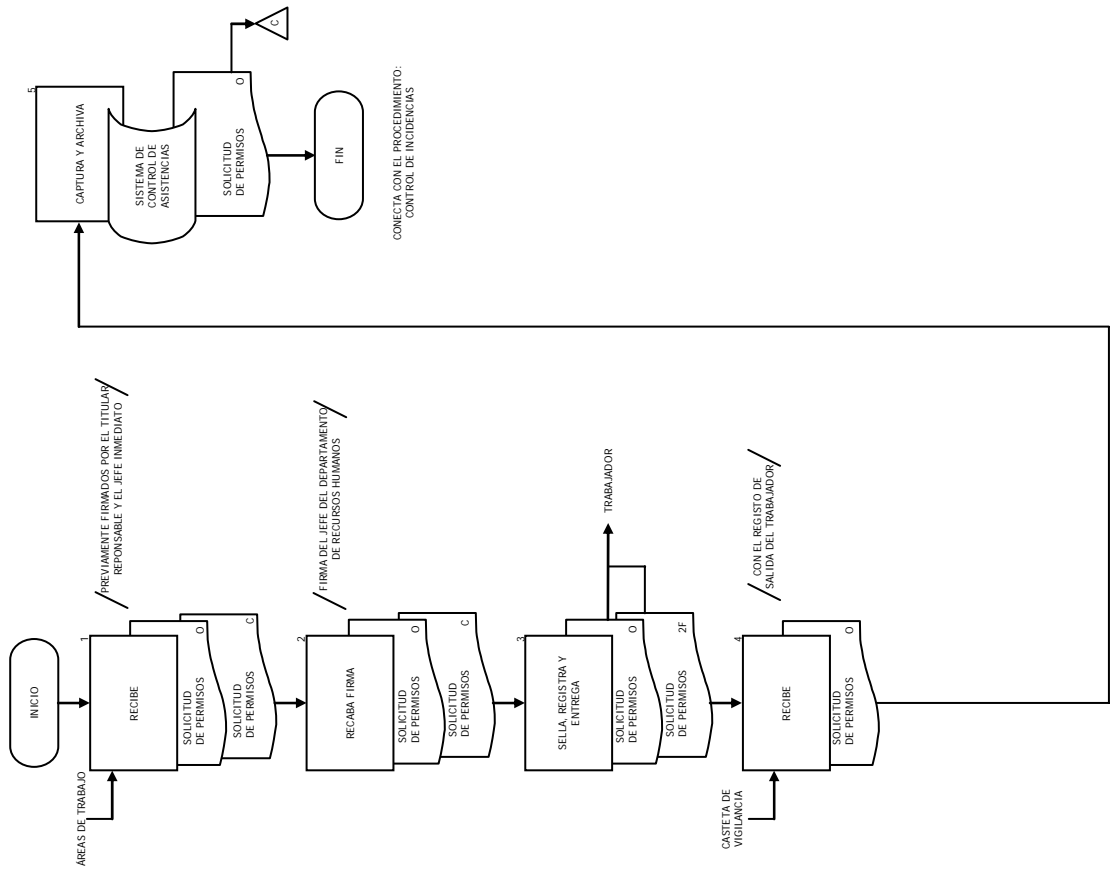 INICIO
ÁREAS DE TRABAJO
1
RECIBE
SOLICITUD
DE PERMISOS
O
SOLICITUD
DE PERMISOS
C
PREVIAMENTE FIRMADOS POR EL TITULAR
REPONSABLE Y EL JEFE INMEDIATO
2
RECABA FIRMA
SOLICITUD
DE PERMISOS
O
SOLICITUD
DE PERMISOS
C
FIRMA DEL JEFE DEL DEPARTAMENTO
DE RECURSOS HUMANOS
3
SELLA, REGISTRA Y
ENTREGA
SOLICITUD
DE PERMISOS
O
SOLICITUD
DE PERMISOS
2F
TRABAJADOR
CASTETA DE
VIGILANCIA
4
RECIBE
SOLICITUD
DE PERMISOS
O
CON EL REGISTO DE
SALIDA DEL TRABAJADOR
5
CAPTURA Y ARCHIVA
SISTEMA DE
CONTROL DE
ASISTENCIAS
SOLICITUD
DE PERMISOS
O
C
FIN
CONECTA CON EL PROCEDIMIENTO:
CONTROL DE INCIDENCIAS